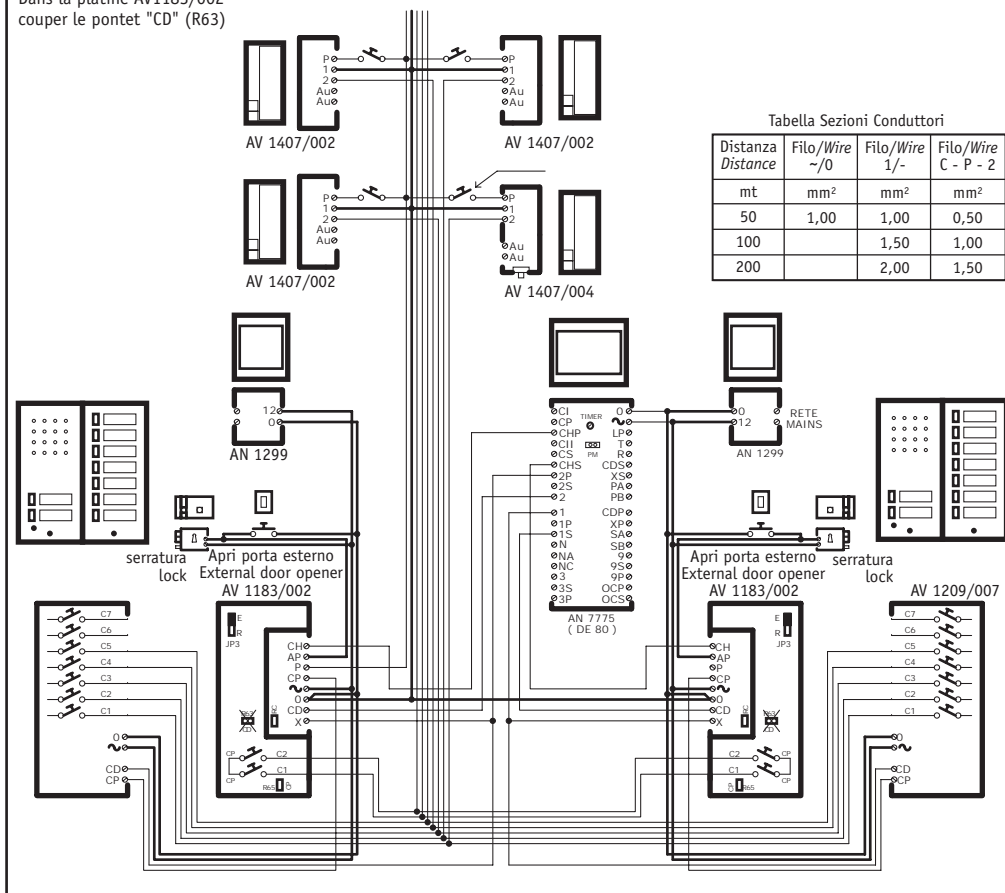 Dans la platine AV1183/002
couper le pontet "CD" (R63)
P
1
2
Au
Au
AV 1407/002
P
1
2
Au
Au
AV 1407/002
P
1
2
Au
Au
AV 1407/002
P
1
2
Au
Au
AV 1407/004
Tabella Sezioni Conduttori
Distanza Distance Filo/Wire ~/0 Filo/Wire 1/- Filo/Wire C - P - 2
mt mm² mm² mm²
50 1,00 1,00 0,50
100 1,50 1,00
200 2,00 1,50
12
0
AN 1299
CI
CP
CHP
CII
CS
CHS
2P
2S
2
1
1P
1S
N
NA
NC
3
3S
3P
TIMER
PM
0
~
LP
T
R
CDS
XS
PA
PB
CDP
XP
SA
SB
9
9S
9P
OCP
OCS
AN 7775
( DE 80 )
0
12
RETE
MAINS
AN 1299
serratura
lock
Apri porta esterno
External door opener
AV 1183/002
Apri porta esterno
External door opener
AV 1183/002
serratura
lock
AV 1209/007
C7
C6
C5
C4
C3
C2
C1
0
~
CD
CP
E
R
JP3
CH
AP
P
CP
~
0
CD
X
RC
R63
CD
CP
C2
C1
CP
R65
CP
E
R
JP3
CH
AP
P
CP
~
0
CD
X
RC
R63
CD
C2
CP
C1
CP
CP
R65
C7
C6
C5
C4
C3
C2
C1
0
~
CD
CP